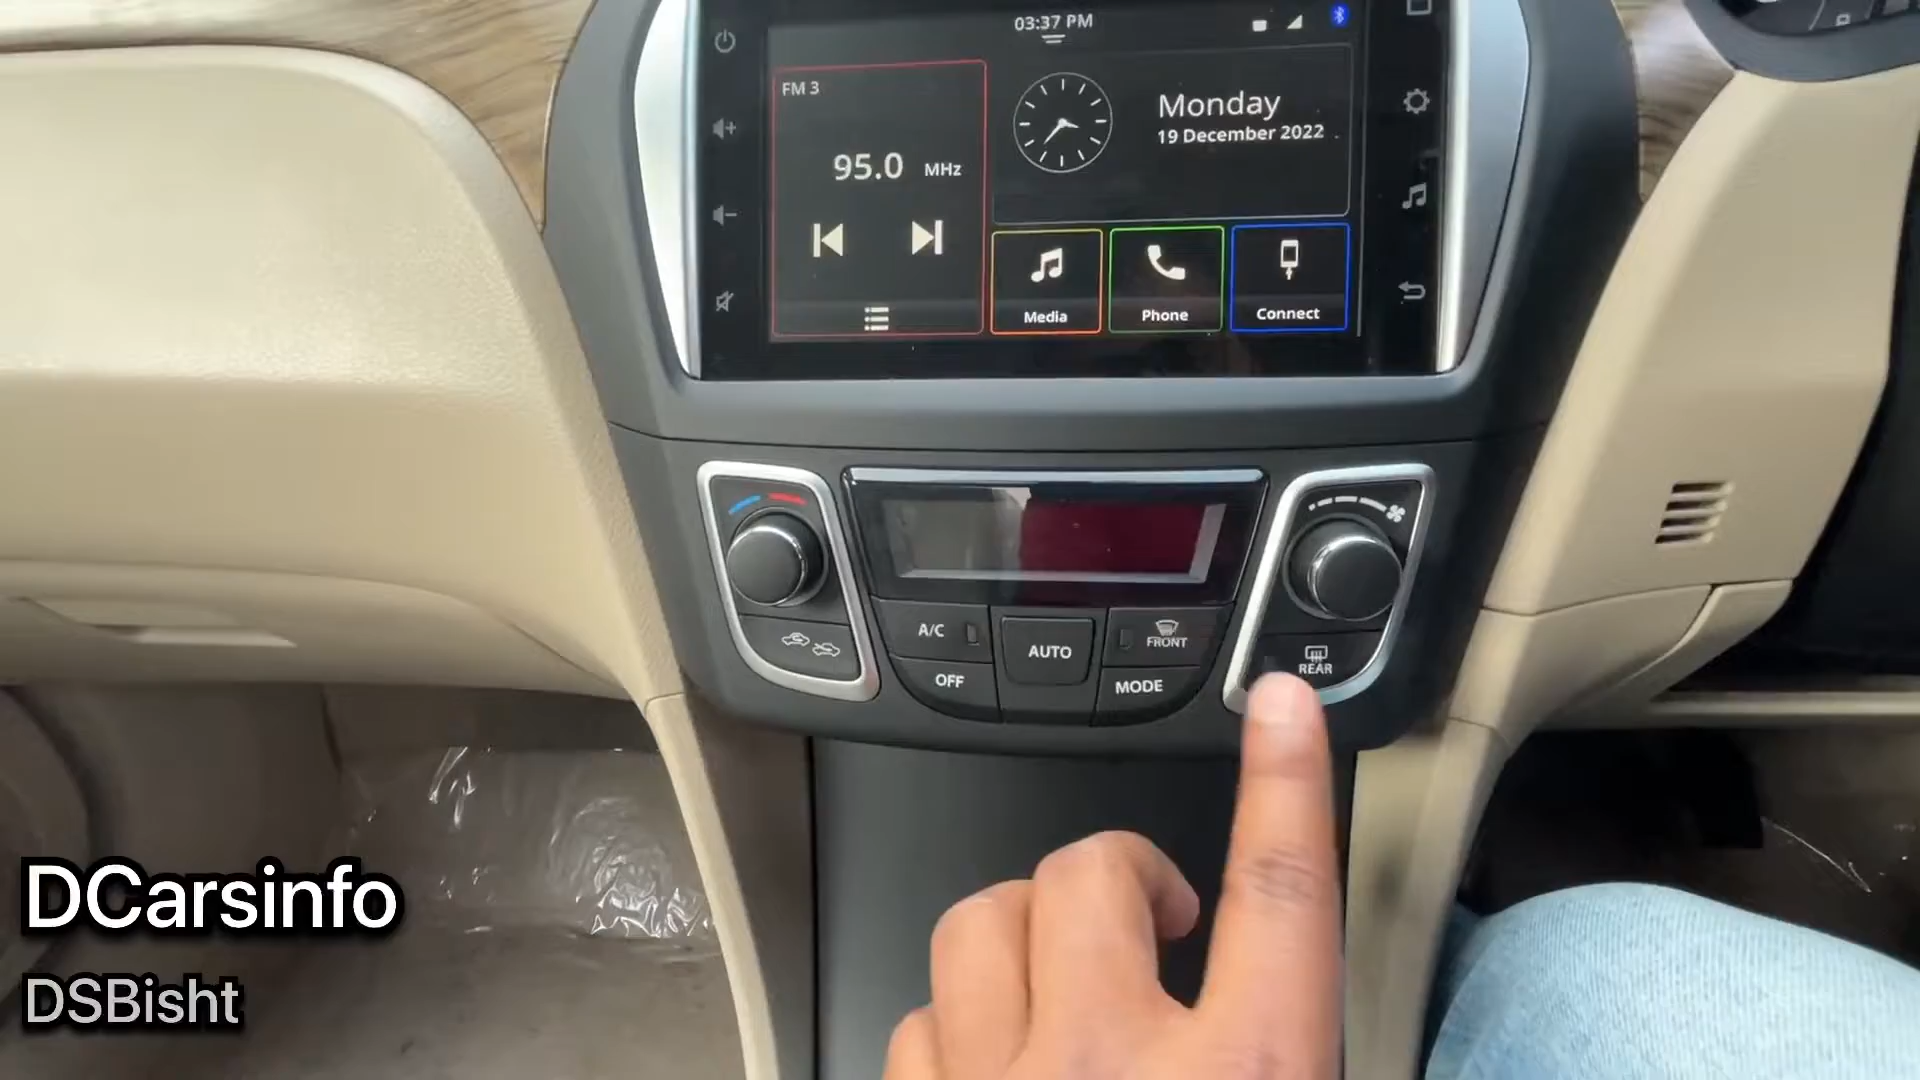 03:37 PM
FM 3
95.0 MHz
Monday
19 December 2022
Media
Phone
Connect
A/C
AUTO
FRONT
OFF
MODE
REAR
DCarsinfo
DSBisht